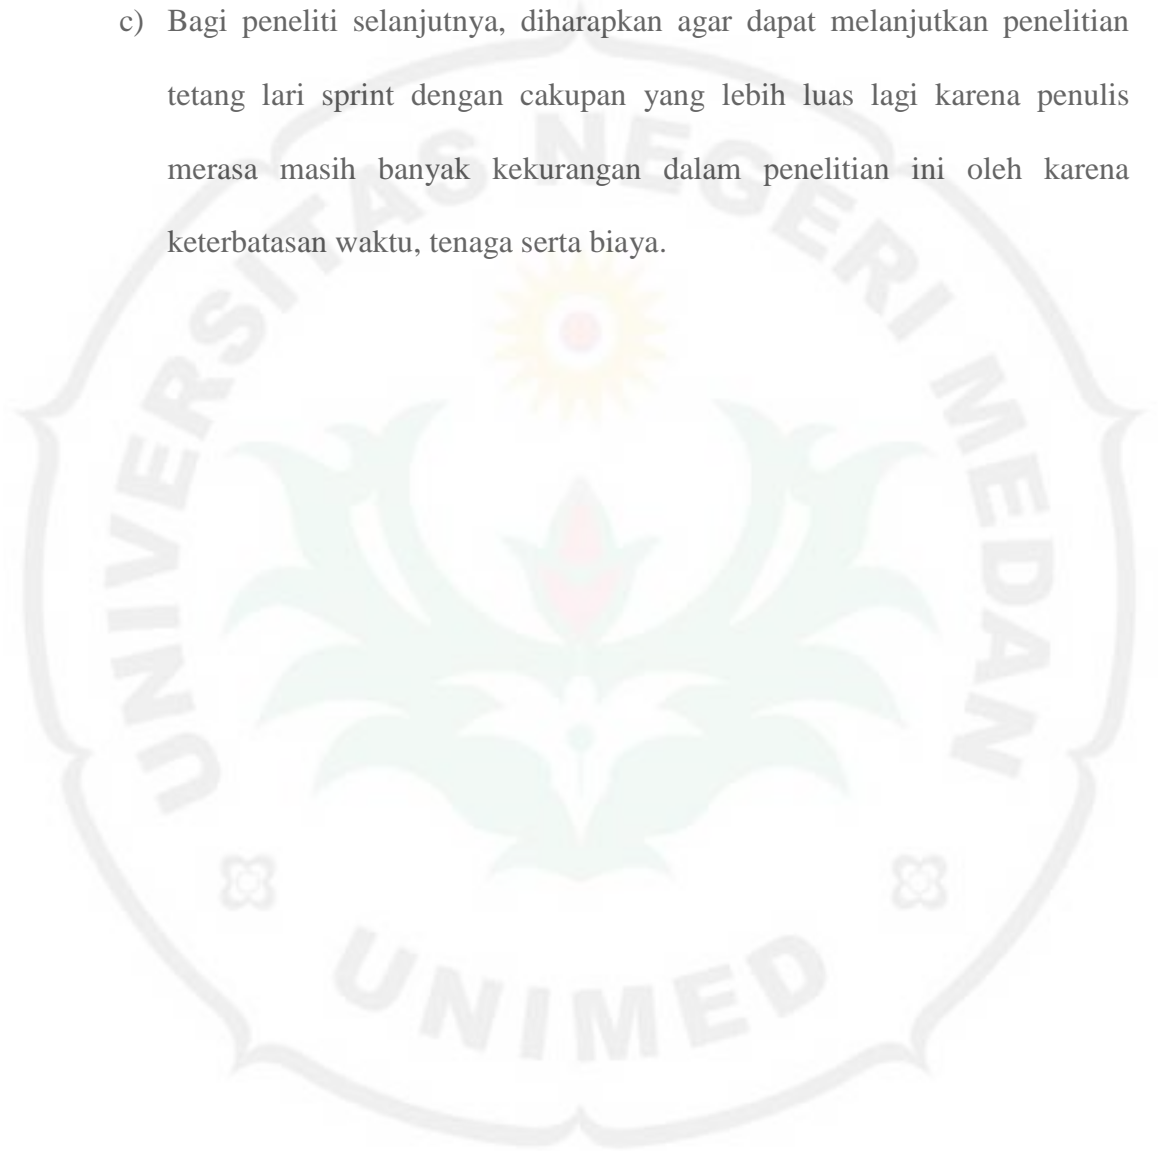 c) Bagi peneliti selanjutnya, diharapkan agar dapat melanjutkan penelitian
tetang lari sprint dengan cakupan yang lebih luas lagi karena penulis
merasa masih banyak kekurangan dalam penelitian ini oleh karena
keterbatasan waktu, tenaga serta biaya.
UNIVERSITAS NEGERI MEDAN
UNIMED